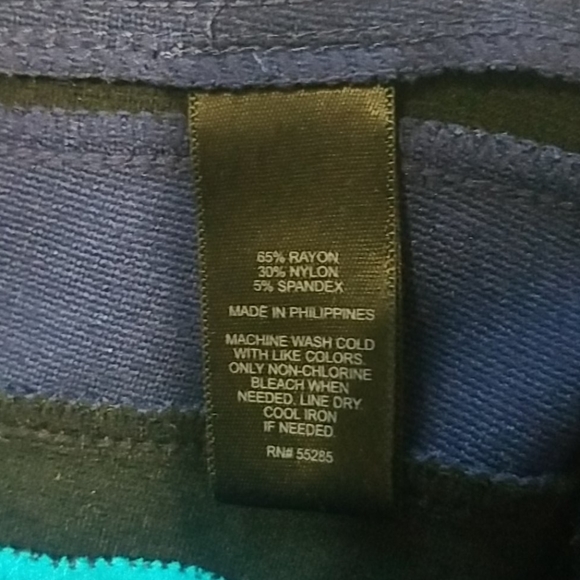 65% RAYON
30% NYLON
5% SPANDEX
MADE IN PHILIPPINES
MACHINE WASH COLD
WITH LIKE COLORS.
ONLY NON-CHLORINE
BLEACH WHEN
NEEDED. LINE DRY.
COOL IRON
IF NEEDED.
RN# 55285